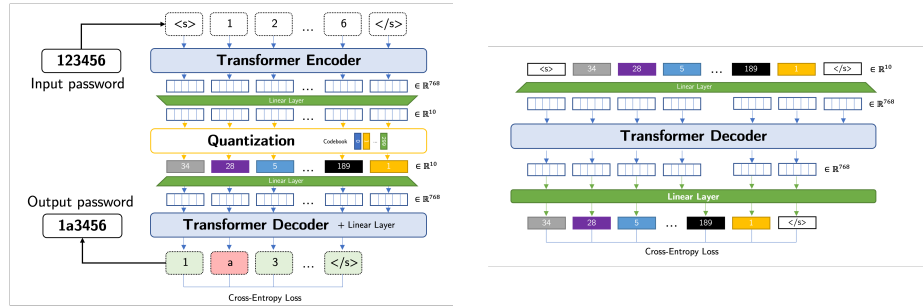 <s> 1 2 ... 6 </s>
123456
Input password
Transformer Encoder
∈ ℝ⁷⁶⁸
Linear Layer
∈ ℝ¹⁰
Quantization
Codebook 0 1 ...
34 28 5 ... 189 1 ∈ ℝ¹⁰
Linear Layer
∈ ℝ⁷⁶⁸
Output password
1a3456
Transformer Decoder + Linear Layer
1 a 3 ... </s>
Cross-Entropy Loss
<s> 34 28 5 ... 189 1 </s> ∈ ℝ¹⁰
Linear Layer
∈ ℝ⁷⁶⁸
Transformer Decoder
∈ ℝ⁷⁶⁸
Linear Layer
34 28 5 ... 189 1 </s>
Cross-Entropy Loss